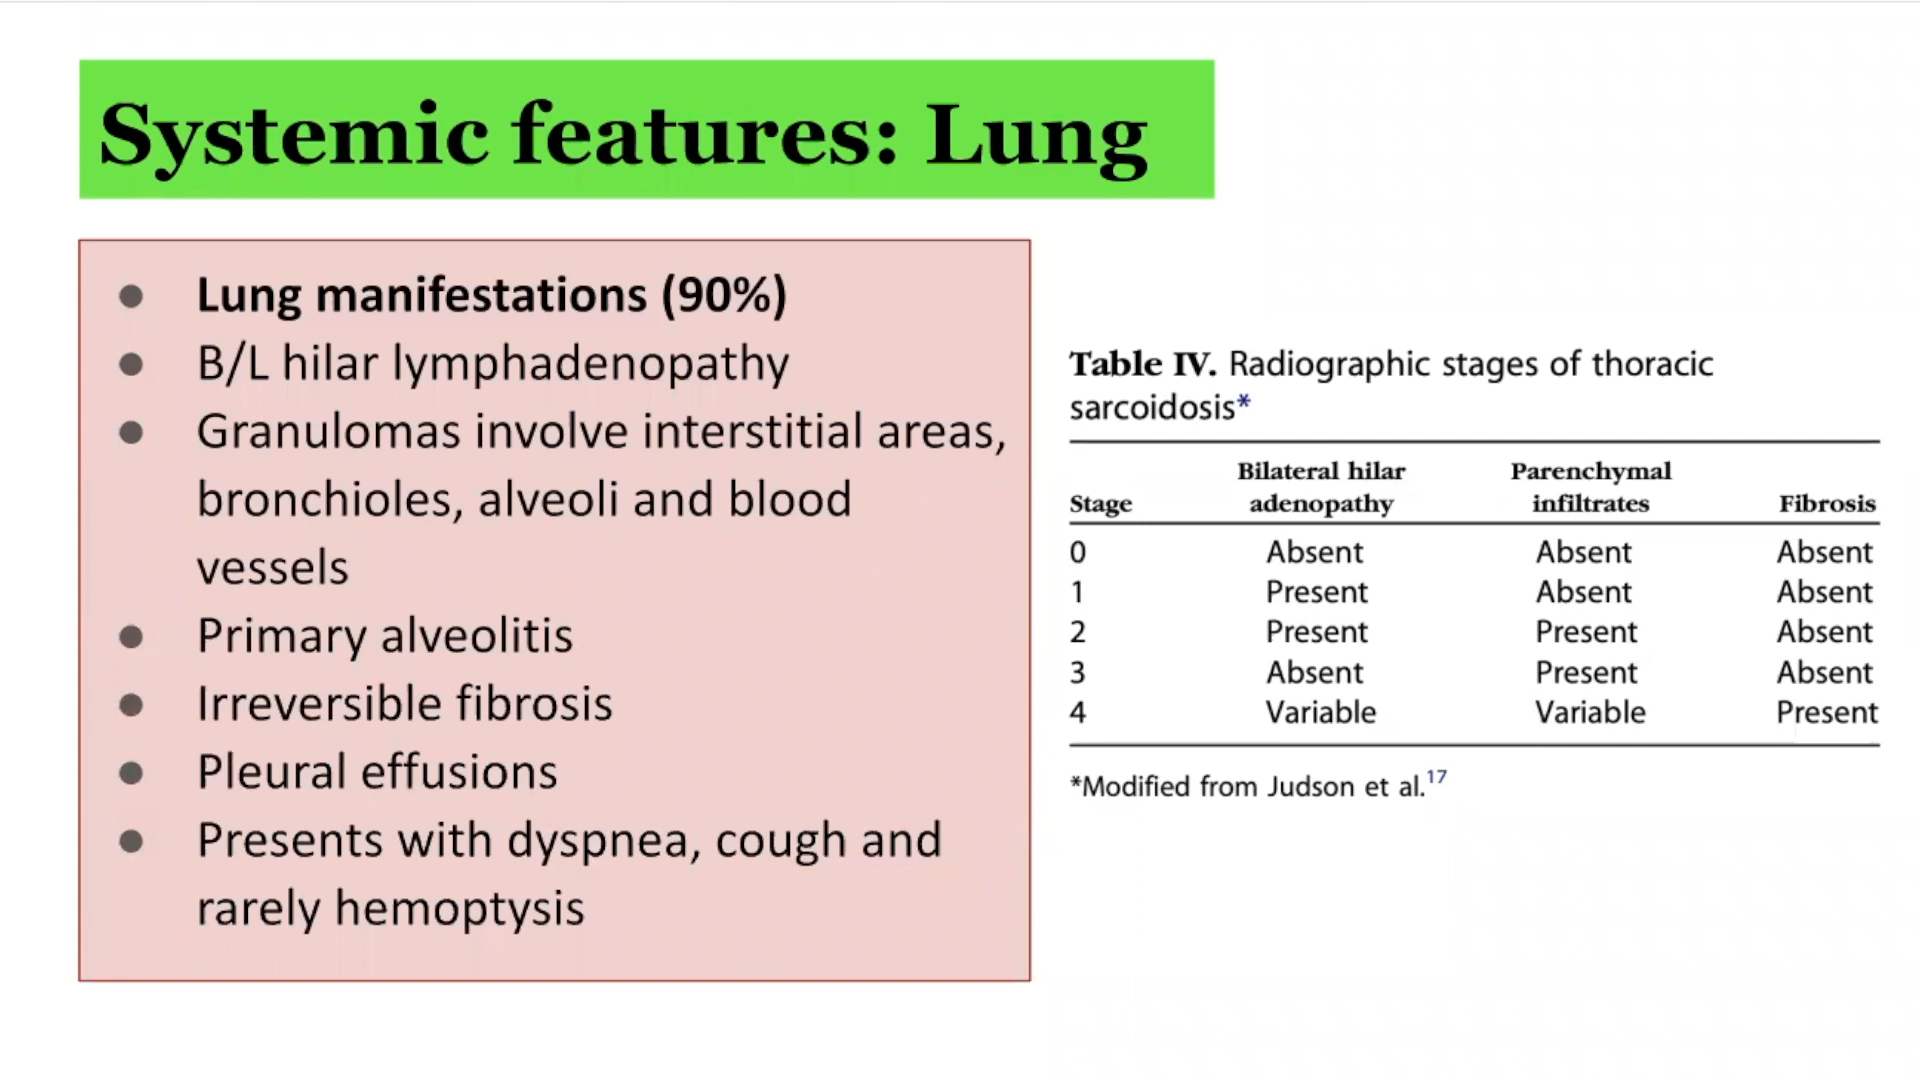 Systemic features: Lung
● Lung manifestations (90%)
● B/L hilar lymphadenopathy
● Granulomas involve interstitial areas,
bronchioles, alveoli and blood
vessels
● Primary alveolitis
● Irreversible fibrosis
● Pleural effusions
● Presents with dyspnea, cough and
rarely hemoptysis
Table IV. Radiographic stages of thoracic
sarcoidosis*
Bilateral hilar Parenchymal
Stage adenopathy infiltrates Fibrosis
0 Absent Absent Absent
1 Present Absent Absent
2 Present Present Absent
3 Absent Present Absent
4 Variable Variable Present
*Modified from Judson et al.17